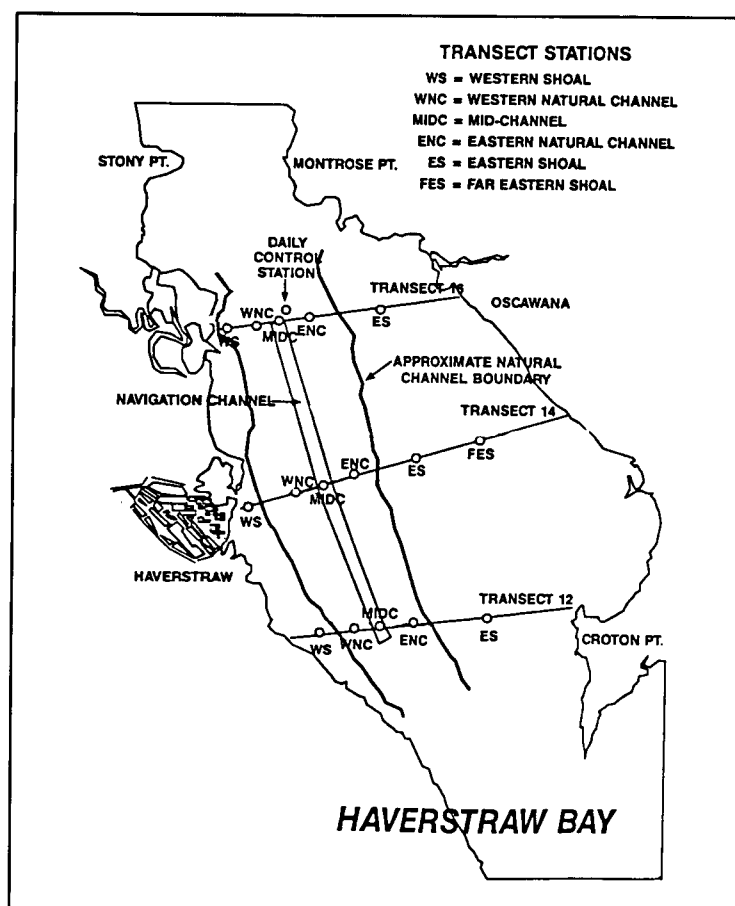 TRANSECT STATIONS
WS = WESTERN SHOAL
WNC = WESTERN NATURAL CHANNEL
MIDC = MID-CHANNEL
ENC = EASTERN NATURAL CHANNEL
ES = EASTERN SHOAL
FES = FAR EASTERN SHOAL
STONY PT.
MONTROSE PT.
DAILY
CONTROL
STATION
TRANSECT 16
OSCAWANA
WNC
ENC
ES
WS
MIDC
APPROXIMATE NATURAL
CHANNEL BOUNDARY
NAVIGATION CHANNEL
TRANSECT 14
ENC
ES
FES
WNC
MIDC
WS
HAVERSTRAW
TRANSECT 12
MIDC
ENC
ES
WS
WNC
CROTON PT.
HAVERSTRAW BAY